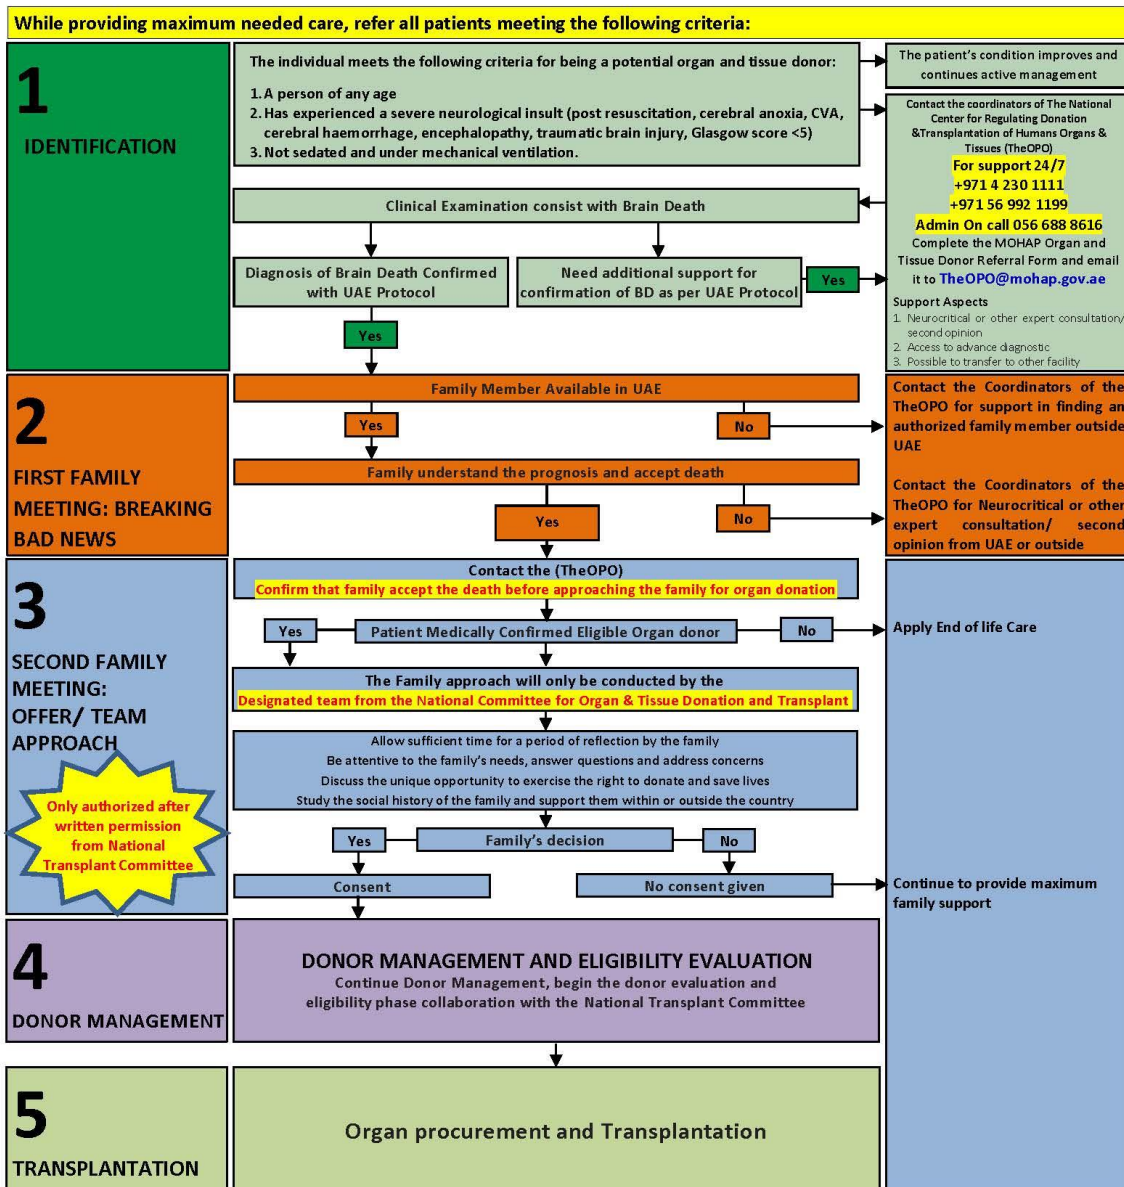 While providing maximum needed care, refer all patients meeting the following criteria:
1
IDENTIFICATION
The individual meets the following criteria for being a potential organ and tissue donor:
1. A person of any age
2. Has experienced a severe neurological insult (post resuscitation, cerebral anoxia, CVA,
cerebral haemorrhage, encephalopathy, traumatic brain injury, Glasgow score <5)
3. Not sedated and under mechanical ventilation.
The patient's condition improves and
continues active management
Contact the coordinators of The National
Center for Regulating Donation
&Transplantation of Humans Organs &
Tissues (TheOPO)
For support 24/7
+971 4 230 1111
+971 56 992 1199
Admin On call 056 688 8616
Complete the MOHAP Organ and
Tissue Donor Referral Form and email
it to TheOPO@mohap.gov.ae
Support Aspects
1. Neurocritical or other expert consultation/
second opinion
2. Access to advance diagnostic
3. Possible to transfer to other facility
Clinical Examination consist with Brain Death
Diagnosis of Brain Death Confirmed
with UAE Protocol
Need additional support for
confirmation of BD as per UAE Protocol
Yes
Yes
2
FIRST FAMILY
MEETING: BREAKING
BAD NEWS
Family Member Available in UAE
Yes
No
Contact the Coordinators of the
TheOPO for support in finding an
authorized family member outside
UAE
Family understand the prognosis and accept death
Yes
No
Contact the Coordinators of the
TheOPO for Neurocritical or other
expert consultation/ second
opinion from UAE or outside
3
SECOND FAMILY
MEETING:
OFFER/ TEAM
APPROACH
Only authorized after
written permission
from National
Transplant Committee
Contact the (TheOPO)
Confirm that family accept the death before approaching the family for organ donation
Yes
Patient Medically Confirmed Eligible Organ donor
No
Apply End of life Care
The Family approach will only be conducted by the
Designated team from the National Committee for Organ & Tissue Donation and Transplant
Allow sufficient time for a period of reflection by the family
Be attentive to the family's needs, answer questions and address concerns
Discuss the unique opportunity to exercise the right to donate and save lives
Study the social history of the family and support them within or outside the country
Yes
Family's decision
No
Consent
No consent given
Continue to provide maximum
family support
4
DONOR MANAGEMENT
DONOR MANAGEMENT AND ELIGIBILITY EVALUATION
Continue Donor Management, begin the donor evaluation and
eligibility phase collaboration with the National Transplant Committee
5
TRANSPLANTATION
Organ procurement and Transplantation